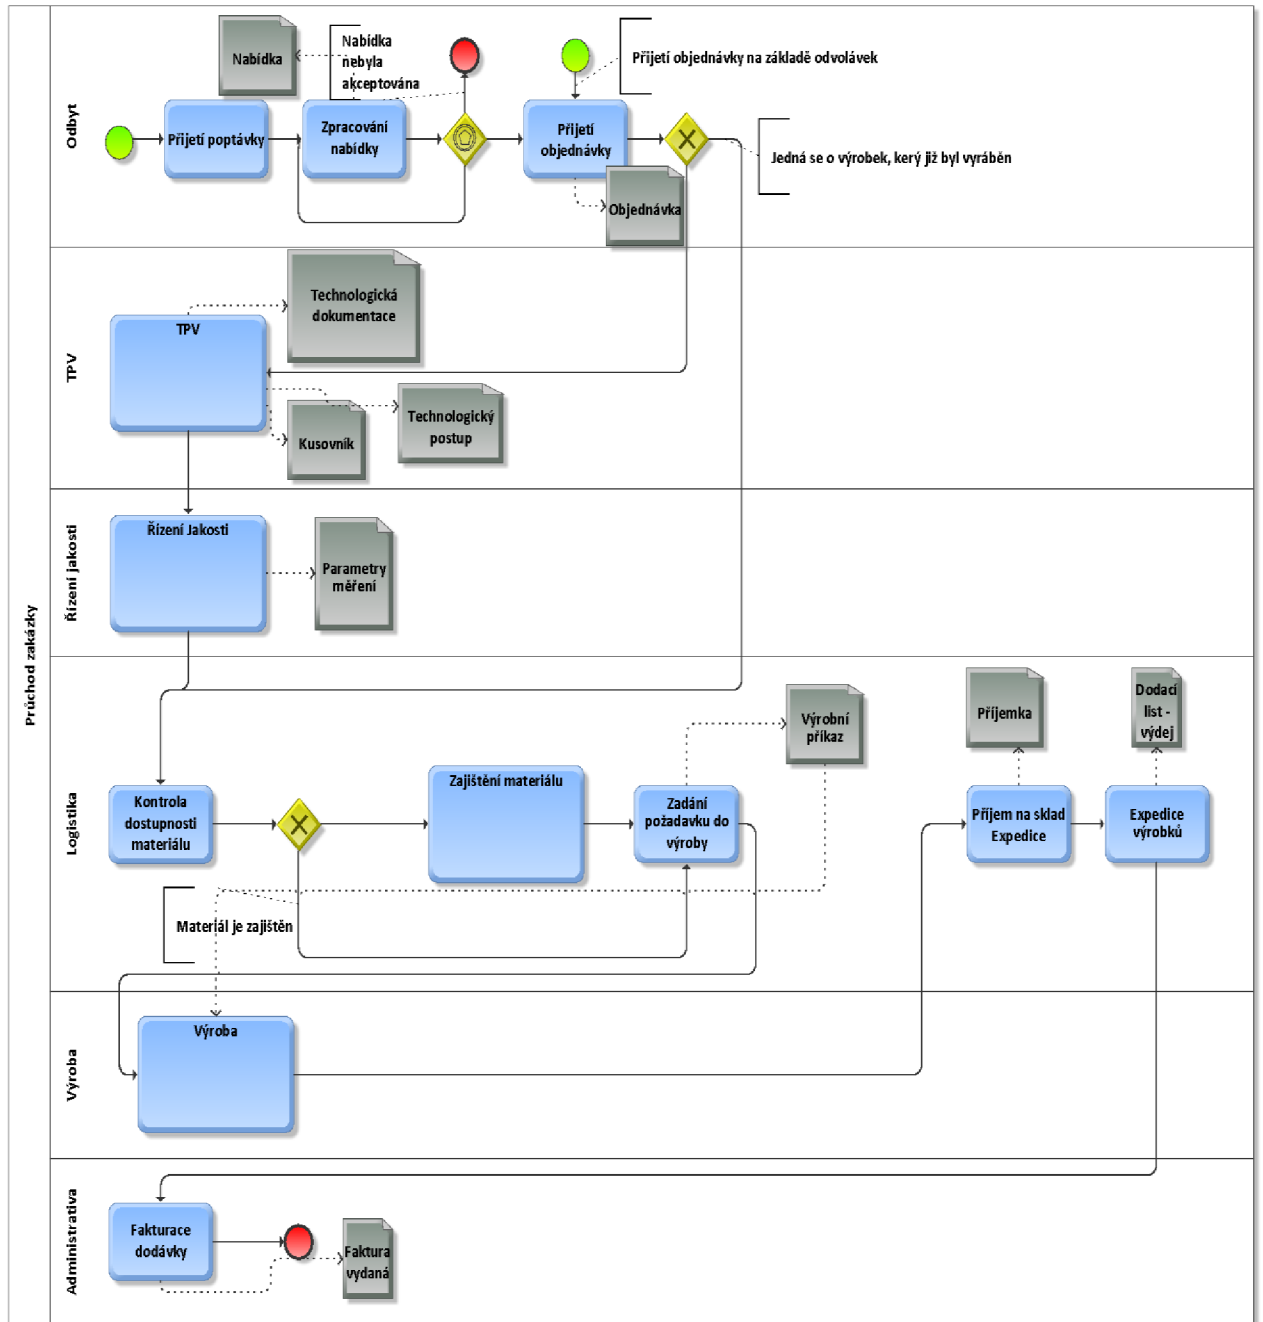 Průchod zakázky
Odbyt
Nabídka
Nabídka
nebyla
akceptována
Přijetí objednávky na základě odvolávek
Přijetí poptávky
Zpracování
nabídky
Přijetí
objednávky
Jedná se o výrobek, kerý již byl vyráběn
Objednávka
TPV
Technologická
dokumentace
TPV
Technologický
postup
Kusovník
Řízení jakosti
Řízení Jakosti
Parametry
měření
Logistika
Výrobní
příkaz
Příjemka
Dodací
list -
výdej
Kontrola
dostupnosti
materiálu
Zajištění materiálu
Zadání
požadavku do
výroby
Příjem na sklad
Expedice
Expedice
výrobků
Materiál je zajištěn
Výroba
Výroba
Administrativa
Fakturace
dodávky
Faktura
vydaná